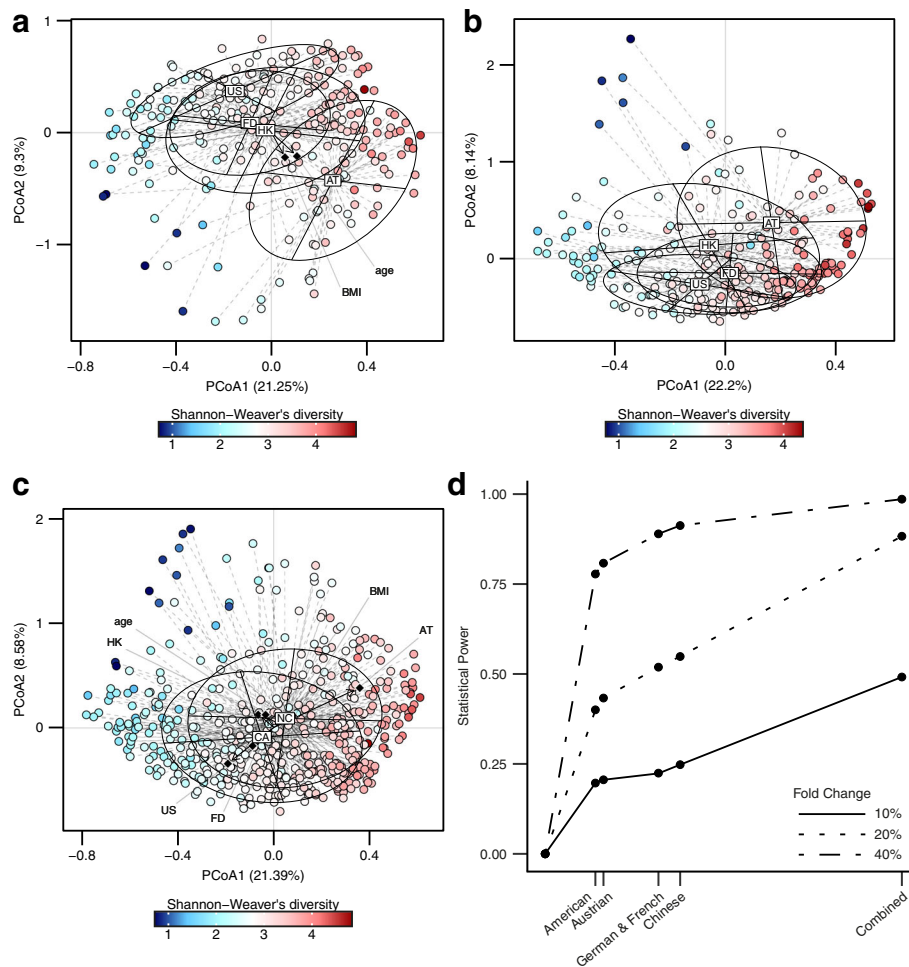 a
1
0
−1
PCoA2 (9.3%)
US
FD
HK
AT
age
BMI
−0.8
−0.4
0.0
0.4
PCoA1 (21.25%)
Shannon−Weaver's diversity
1
2
3
4
b
2
1
0
PCoA2 (8.14%)
AT
HK
FD
US
−0.4
0.0
0.4
PCoA1 (22.2%)
Shannon−Weaver's diversity
1
2
3
4
c
2
1
0
PCoA2 (8.58%)
BMI
age
AT
HK
NC
CA
US
FD
−0.8
−0.4
0.0
0.4
PCoA1 (21.39%)
Shannon−Weaver's diversity
1
2
3
4
d
1.00
0.75
0.50
0.25
0.00
Statistical Power
Fold Change
10%
20%
40%
American
Austrian
German & French
Chinese
Combined